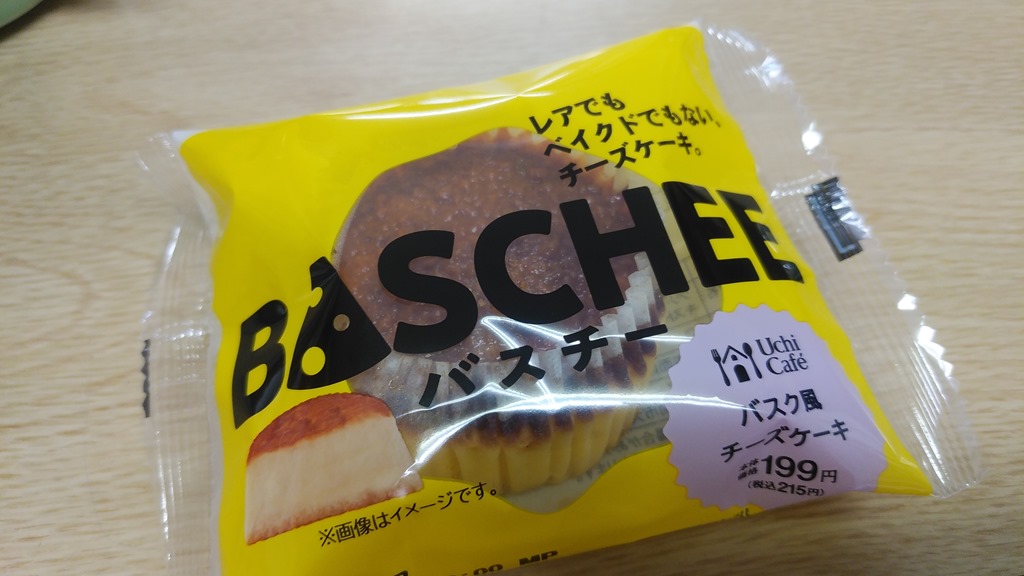 レアでも
ベイクドでもない、
チーズケーキ。
BASCHEE
バスチー
Uchi
Café
バスク風
チーズケーキ
本体
価格 199円
(税込215円)
※画像はイメージです。